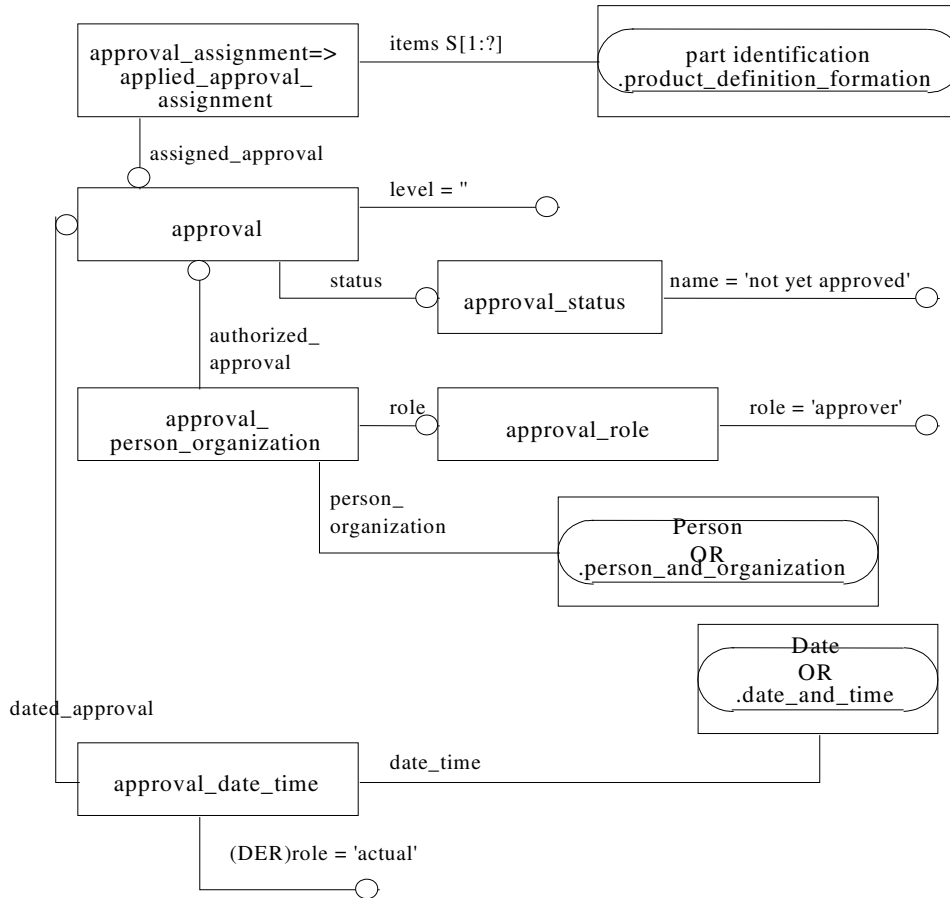 approval_assignment=>
applied_approval_
assignment
items S[1:?]
part identification
.product_definition_formation
assigned_approval
level = ''
approval
status
approval_status
name = 'not yet approved'
authorized_
approval
approval_
person_organization
role
approval_role
role = 'approver'
person_
organization
Person
OR
.person_and_organization
Date
OR
.date_and_time
dated_approval
approval_date_time
date_time
(DER)role = 'actual'